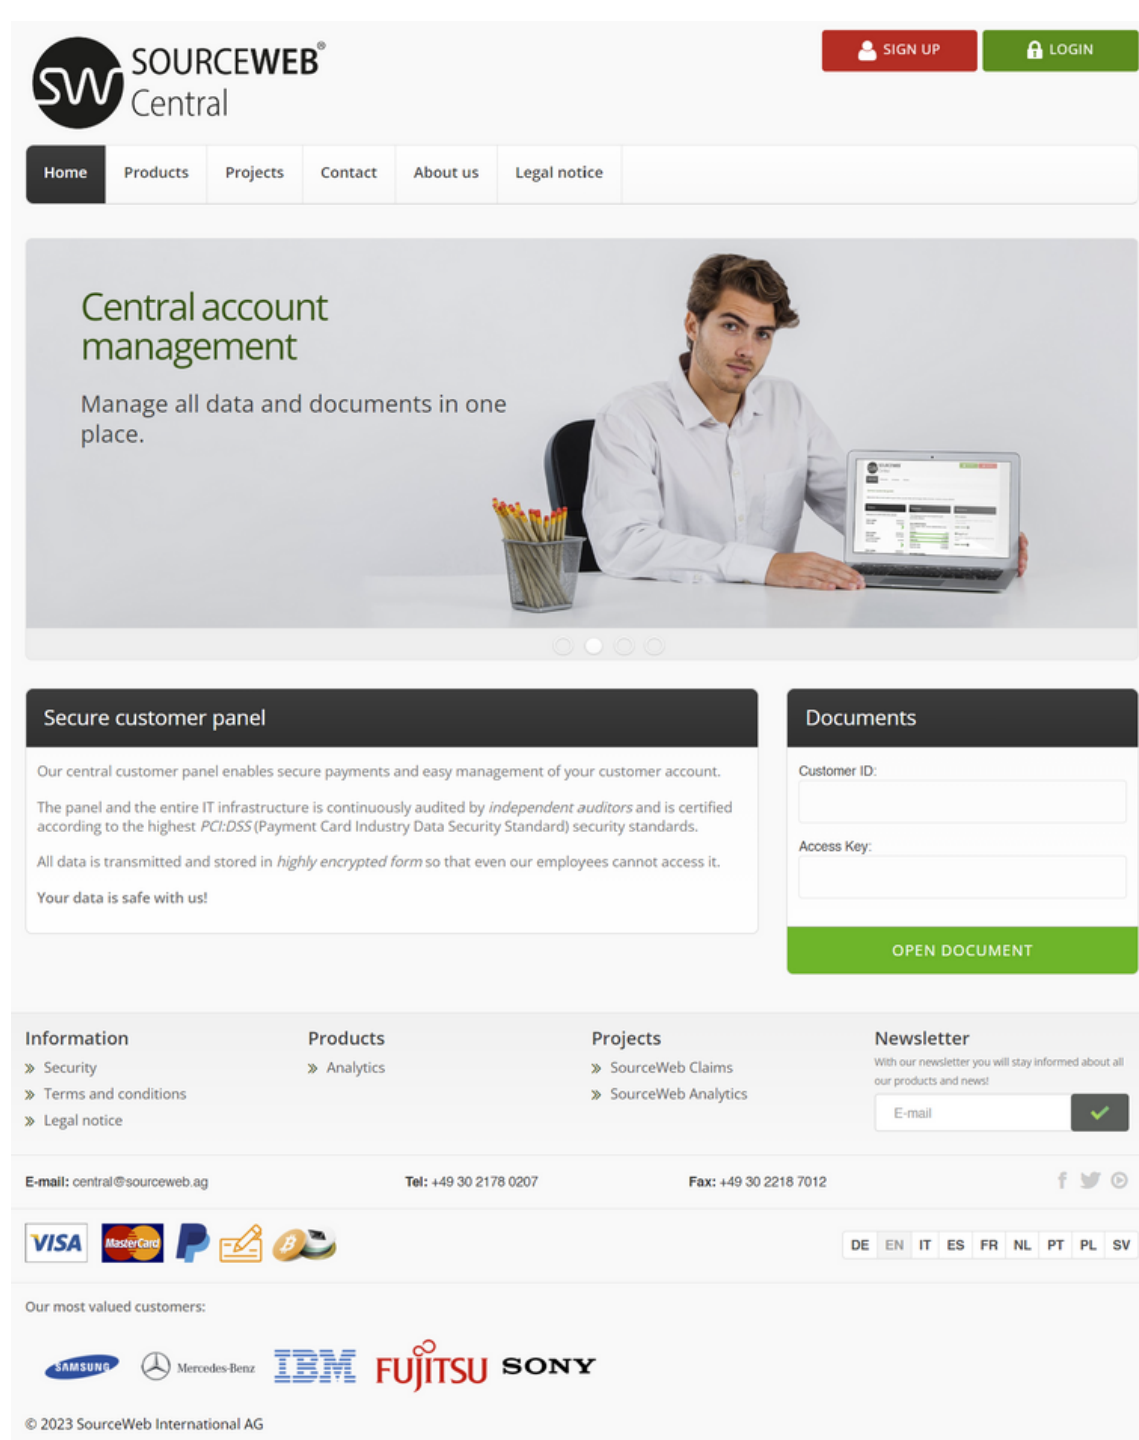 SW SOURCEWEB®
Central
SIGN UP
LOGIN
Home
Products
Projects
Contact
About us
Legal notice
Central account
management
Manage all data and documents in one
place.
Secure customer panel
Our central customer panel enables secure payments and easy management of your customer account.
The panel and the entire IT infrastructure is continuously audited by independent auditors and is certified
according to the highest PCI:DSS (Payment Card Industry Data Security Standard) security standards.
All data is transmitted and stored in highly encrypted form so that even our employees cannot access it.
Your data is safe with us!
Documents
Customer ID:
Access Key:
OPEN DOCUMENT
Information
» Security
» Terms and conditions
» Legal notice
Products
» Analytics
Projects
» SourceWeb Claims
» SourceWeb Analytics
Newsletter
With our newsletter you will stay informed about all
our products and news!
E-mail
E-mail: central@sourceweb.ag
Tel: +49 30 2178 0207
Fax: +49 30 2218 7012
VISA
MasterCard
DE EN IT ES FR NL PT PL SV
Our most valued customers:
SAMSUNG
Mercedes-Benz
IBM
FUJITSU
SONY
© 2023 SourceWeb International AG